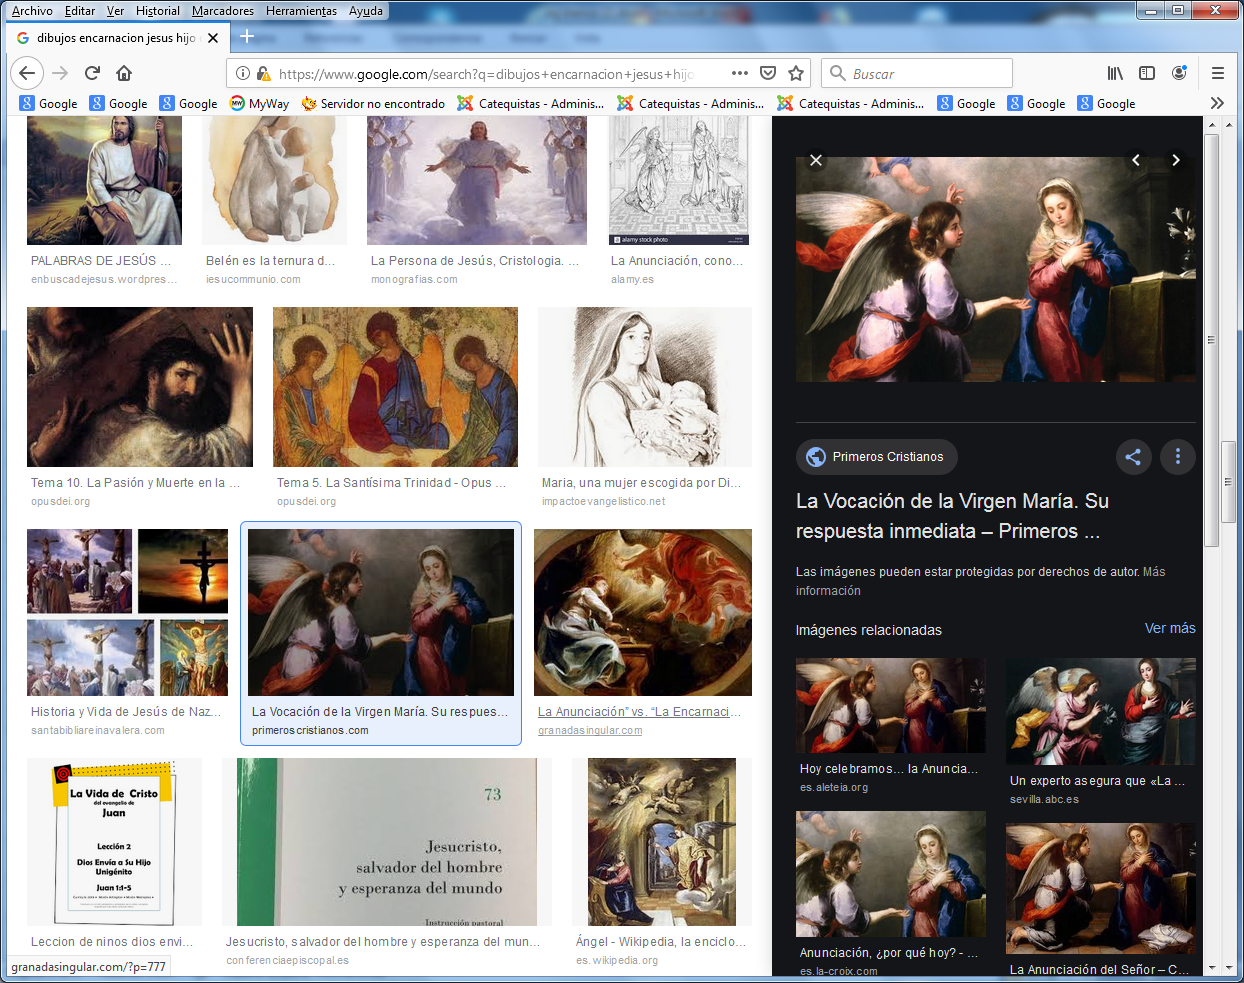 Archivo Editar Ver Historial Marcadores Herramientas Ayuda
dibujos encarnacion jesus hijo
https://www.google.com/search?q=dibujos+encarnacion+jesus+hijo
Buscar
Google Google Google MyWay Servidor no encontrado Catequistas - Adminis... Catequistas - Adminis... Catequistas - Adminis... Google Google Google
alamy stock photo
PALABRAS DE JESÚS ...
enbuscadejesus.wordpres...
Belén es la ternura d...
iesucommunio.com
La Persona de Jesús, Cristologia. ...
monografias.com
La Anunciación, cono...
alamy.es
Tema 10. La Pasión y Muerte en la ...
opusdei.org
Tema 5. La Santísima Trinidad - Opus ...
opusdei.org
Maria, una mujer escogida por Di...
impactoevangelistico.net
Historia y Vida de Jesús de Naz...
santabibliareinavalera.com
La Vocación de la Virgen María. Su respues...
primeroscristianos.com
La Anunciación" vs. "La Encarnaci...
granadasingular.com
La Vida de Cristo
del evangelio de
Juan
Lección 2
Dios Envía a Su Hijo
Unigénito
Juan 1:1-5
73
Jesucristo,
salvador del hombre
y esperanza del mundo
Instrucción pastoral
Leccion de ninos dios envi...
Jesucristo, salvador del hombre y esperanza del mun...
conferenciaepiscopal.es
Ángel - Wikipedia, la enciclo...
es.wikipedia.org
granadasingular.com/?p=777
Primeros Cristianos
La Vocación de la Virgen María. Su
respuesta inmediata – Primeros ...
Las imágenes pueden estar protegidas por derechos de autor. Más
información
Imágenes relacionadas
Ver más
Hoy celebramos... la Anuncia...
es.aleteia.org
Un experto asegura que «La ...
sevilla.abc.es
Anunciación, ¿por qué hoy? - ...
es.la-croix.com
La Anunciación del Señor – C...